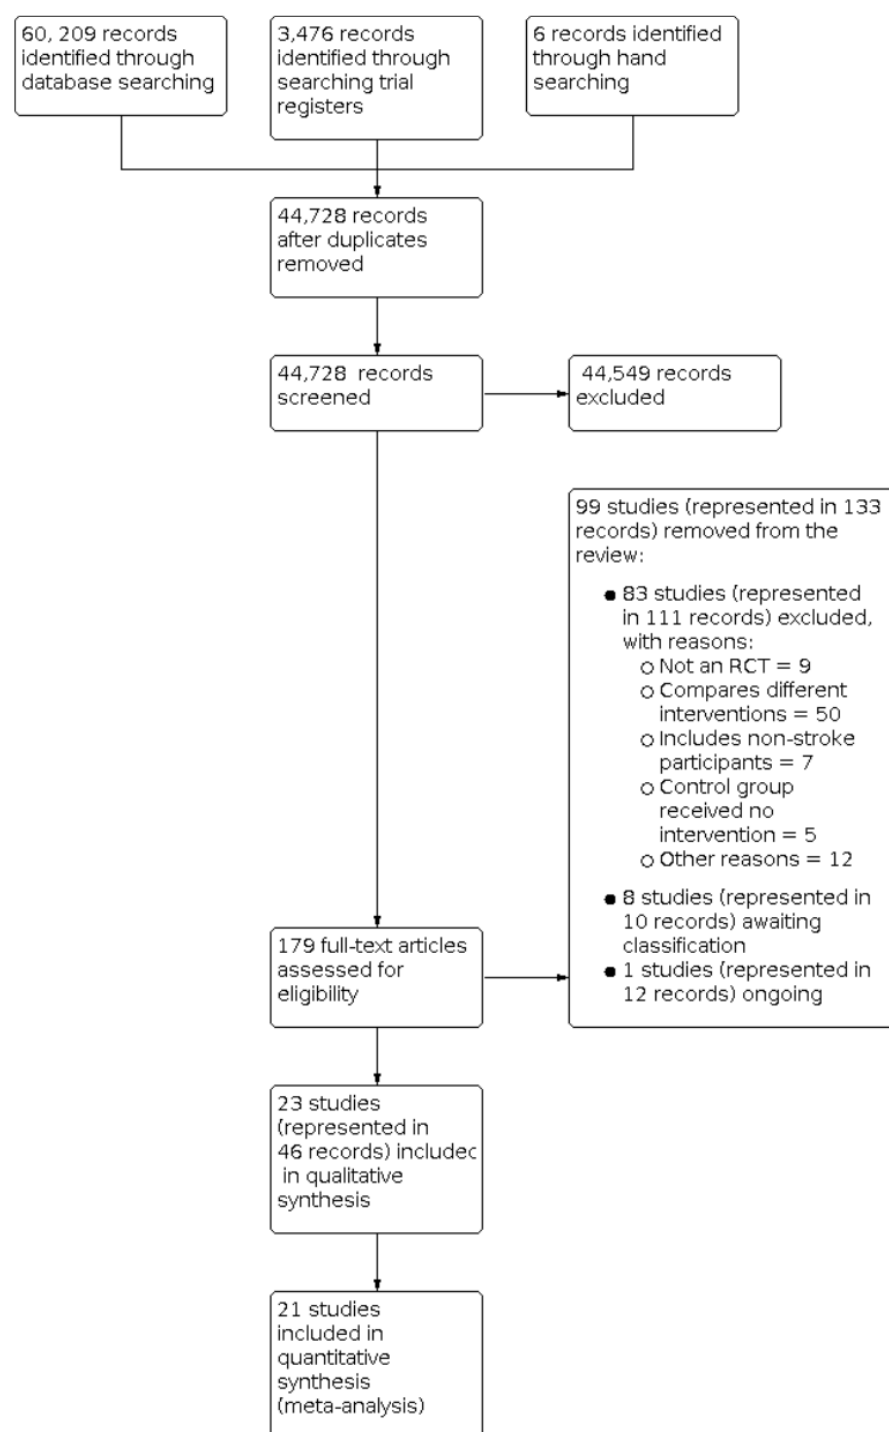 60, 209 records
identified through
database searching
3,476 records
identified through
searching trial
registers
6 records identified
through hand
searching
44,728 records
after duplicates
removed
44,728 records
screened
44,549 records
excluded
99 studies (represented in 133
records) removed from the
review:
● 83 studies (represented
in 111 records) excluded,
with reasons:
○ Not an RCT = 9
○ Compares different
interventions = 50
○ Includes non-stroke
participants = 7
○ Control group
received no
intervention = 5
○ Other reasons = 12
● 8 studies (represented in
10 records) awaiting
classification
● 1 studies (represented in
12 records) ongoing
179 full-text articles
assessed for
eligibility
23 studies
(represented in
46 records) included
in qualitative
synthesis
21 studies
included in
quantitative
synthesis
(meta-analysis)